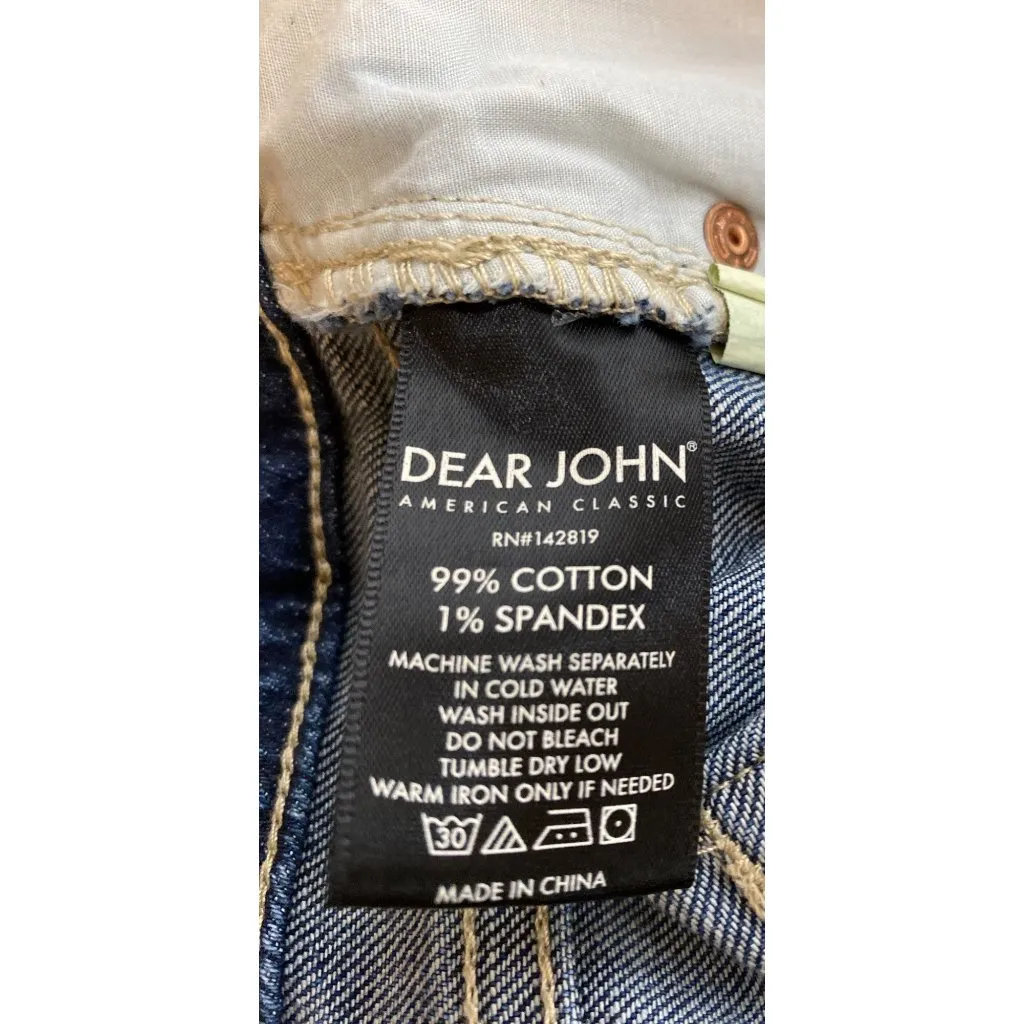 DEAR JOHN®
AMERICAN CLASSIC
RN#142819
99% COTTON
1% SPANDEX
MACHINE WASH SEPARATELY
IN COLD WATER
WASH INSIDE OUT
DO NOT BLEACH
TUMBLE DRY LOW
WARM IRON ONLY IF NEEDED
30
MADE IN CHINA